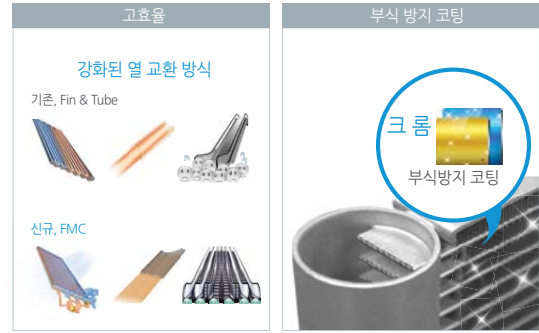 고효율
강화된 열 교환 방식
기존, Fin & Tube
신규, FMC
부식 방지 코팅
크롬
부식방지 코팅